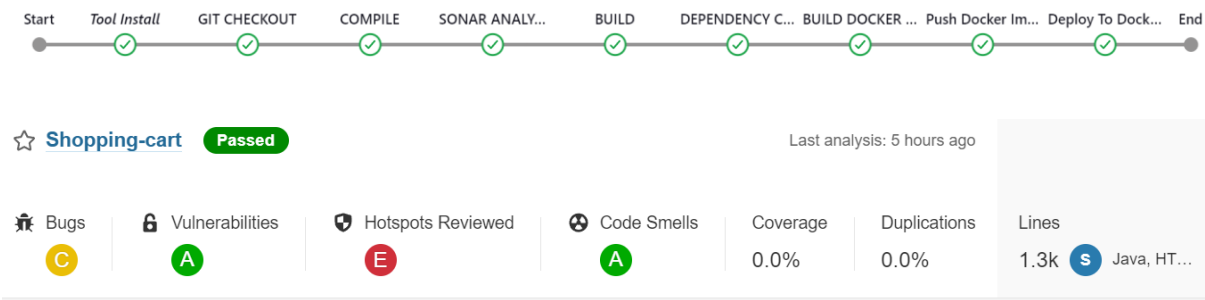 Start Tool Install GIT CHECKOUT COMPILE SONAR ANALY... BUILD DEPENDENCY C... BUILD DOCKER ... Push Docker Im... Deploy To Dock... End
Shopping-cart Passed Last analysis: 5 hours ago
Bugs Vulnerabilities Hotspots Reviewed Code Smells Coverage Duplications Lines
C A E A 0.0% 0.0% 1.3k S Java, HT...